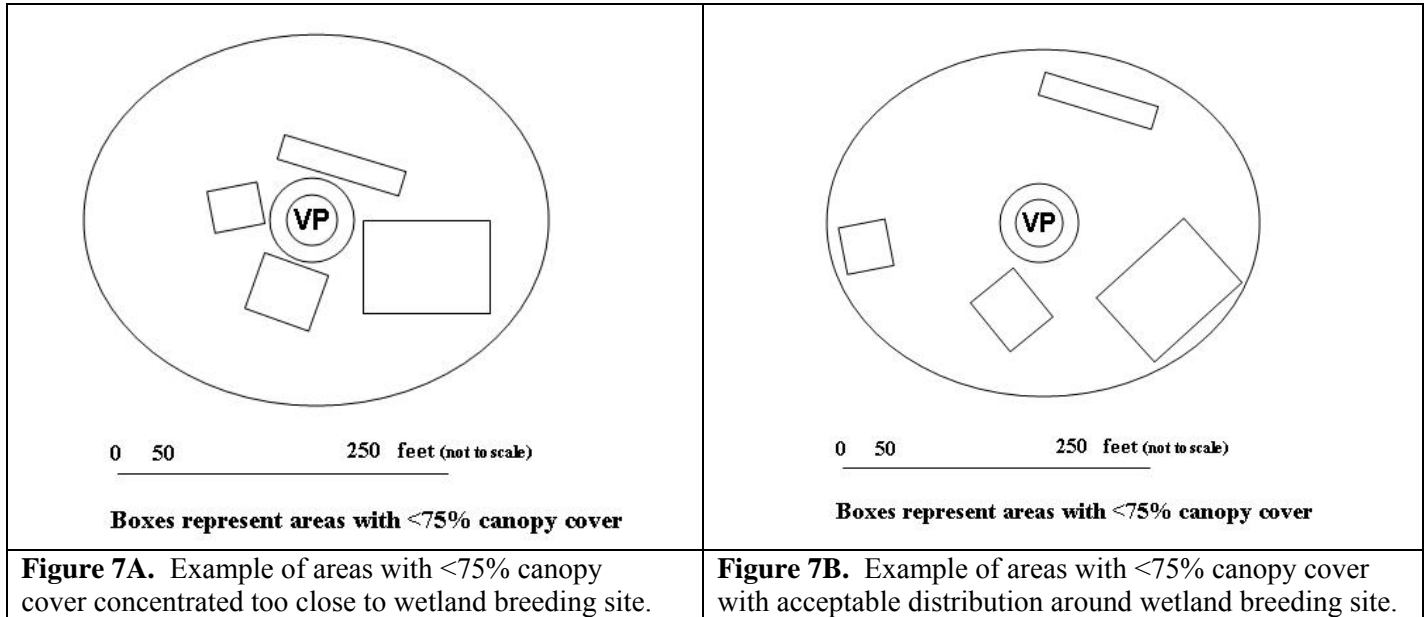 VP
0 50 250 feet (not to scale)
Boxes represent areas with <75% canopy cover
Figure 7A. Example of areas with <75% canopy
cover concentrated too close to wetland breeding site.
VP
0 50 250 feet (not to scale)
Boxes represent areas with <75% canopy cover
Figure 7B. Example of areas with <75% canopy cover
with acceptable distribution around wetland breeding site.